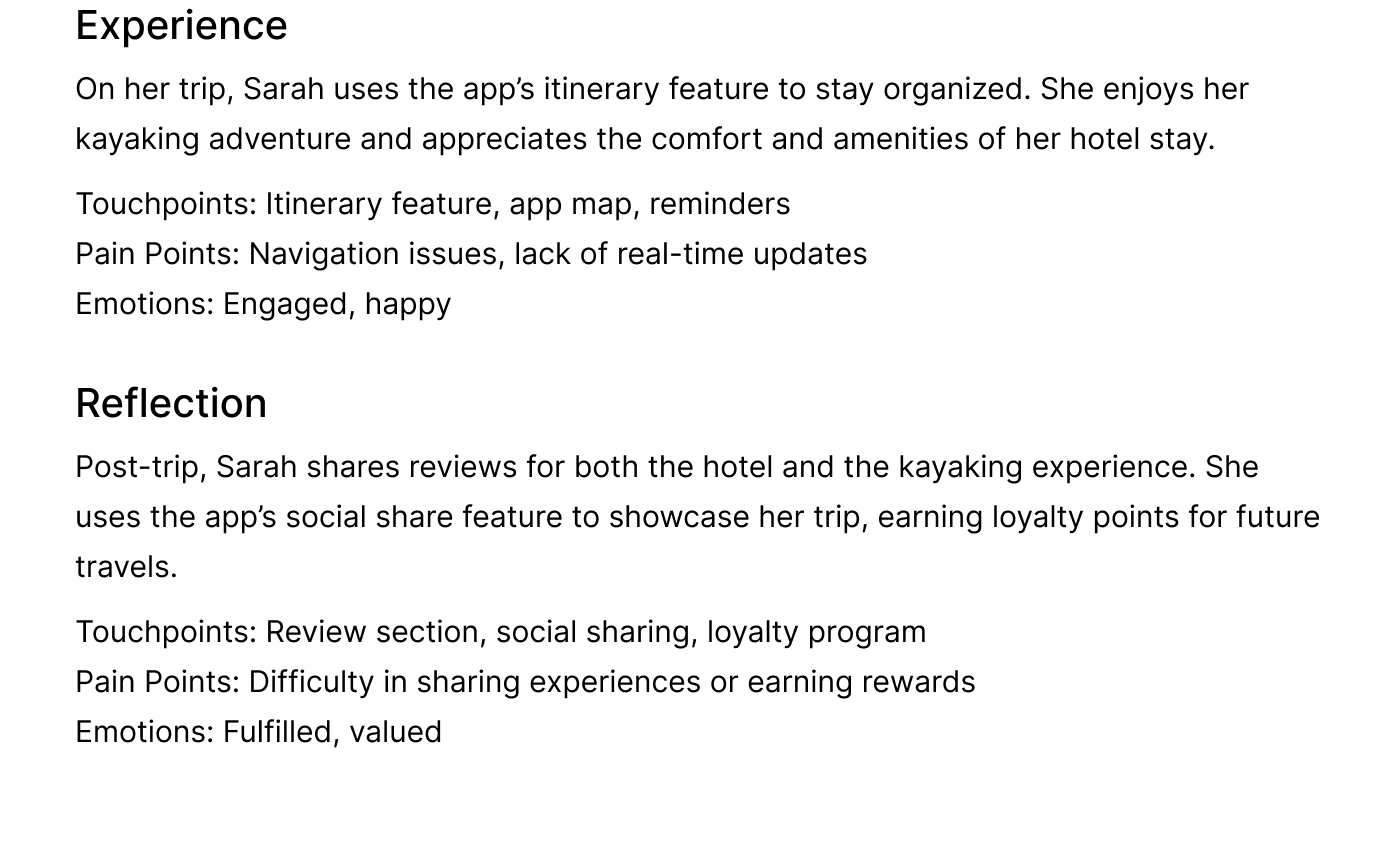 Experience
On her trip, Sarah uses the app’s itinerary feature to stay organized. She enjoys her
kayaking adventure and appreciates the comfort and amenities of her hotel stay.
Touchpoints: Itinerary feature, app map, reminders
Pain Points: Navigation issues, lack of real-time updates
Emotions: Engaged, happy
Reflection
Post-trip, Sarah shares reviews for both the hotel and the kayaking experience. She
uses the app’s social share feature to showcase her trip, earning loyalty points for future
travels.
Touchpoints: Review section, social sharing, loyalty program
Pain Points: Difficulty in sharing experiences or earning rewards
Emotions: Fulfilled, valued